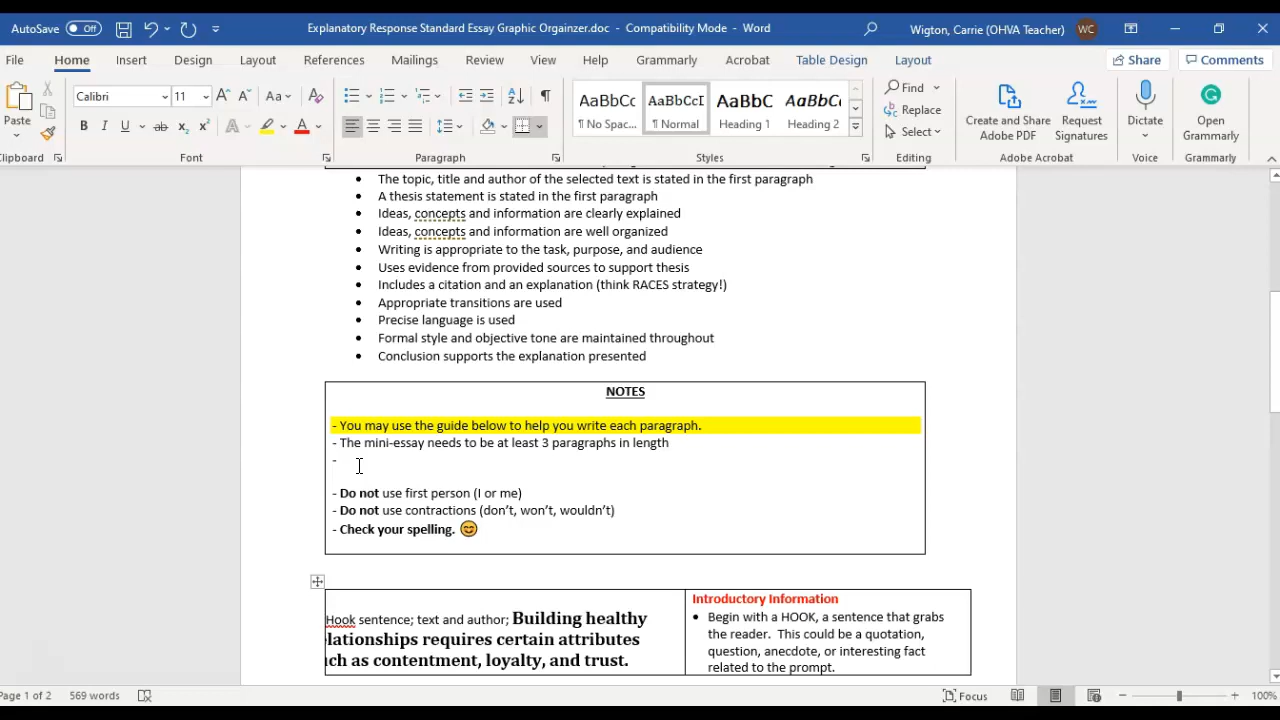 AutoSave Off Explanatory Response Standard Essay Graphic Orgainzer.doc - Compatibility Mode - Word Wigton, Carrie (OHVA Teacher) WC
File Home Insert Design Layout References Mailings Review View Help Grammarly Acrobat Table Design Layout Share Comments
Paste Calibri 11 Aa AaBbCc AaBbCcI AaBbC AaBbCc Find Replace Select
¶ No Spac... ¶ Normal Heading 1 Heading 2
Create and Share Adobe PDF Request Signatures Dictate Open Grammarly
lipboard Font Paragraph Styles Editing Adobe Acrobat Voice Grammarly
• The topic, title and author of the selected text is stated in the first paragraph
• A thesis statement is stated in the first paragraph
• Ideas, concepts and information are clearly explained
• Ideas, concepts and information are well organized
• Writing is appropriate to the task, purpose, and audience
• Uses evidence from provided sources to support thesis
• Includes a citation and an explanation (think RACES strategy!)
• Appropriate transitions are used
• Precise language is used
• Formal style and objective tone are maintained throughout
• Conclusion supports the explanation presented
NOTES
- You may use the guide below to help you write each paragraph.
- The mini-essay needs to be at least 3 paragraphs in length
-
- Do not use first person (I or me)
- Do not use contractions (don't, won't, wouldn't)
- Check your spelling. 😊
Hook sentence; text and author; Building healthy
elationships requires certain attributes
uch as contentment, loyalty, and trust.
Introductory Information
• Begin with a HOOK, a sentence that grabs
the reader. This could be a quotation,
question, anecdote, or interesting fact
related to the prompt.
Page 1 of 2 569 words Focus 100%